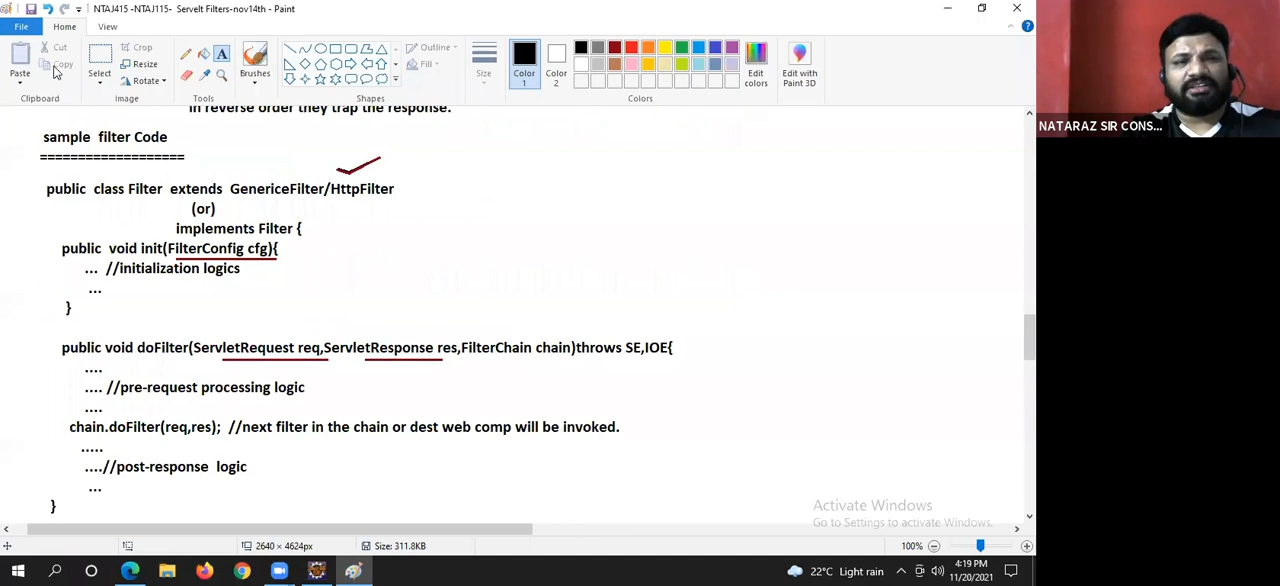 NTAJ415 -NTAJ115- Servelt Filters-nov14th - Paint
File Home View
Paste Cut Copy Clipboard
Select Crop Resize Rotate Image
Tools
Brushes
Outline Fill Shapes
Size
Color 1 Color 2 Edit colors Colors
Edit with Paint 3D
NATARAZ SIR CONS...
in reverse order they trap the response.
sample filter Code
===================
public class Filter extends GenericeFilter/HttpFilter
(or)
implements Filter {
public void init(FilterConfig cfg){
... //initialization logics
...
}
public void doFilter(ServletRequest req,ServletResponse res,FilterChain chain)throws SE,IOE{
....
.... //pre-request processing logic
....
chain.doFilter(req,res); //next filter in the chain or dest web comp will be invoked.
.....
....//post-response logic
...
}
Activate Windows
Go to Settings to activate Windows.
2640 × 4624px Size: 311.8KB 100%
22°C Light rain 4:19 PM
11/20/2021